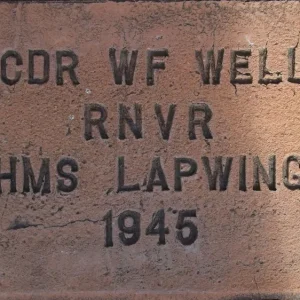 CDR WF WELL
RNVR
HMS LAPWING
1945